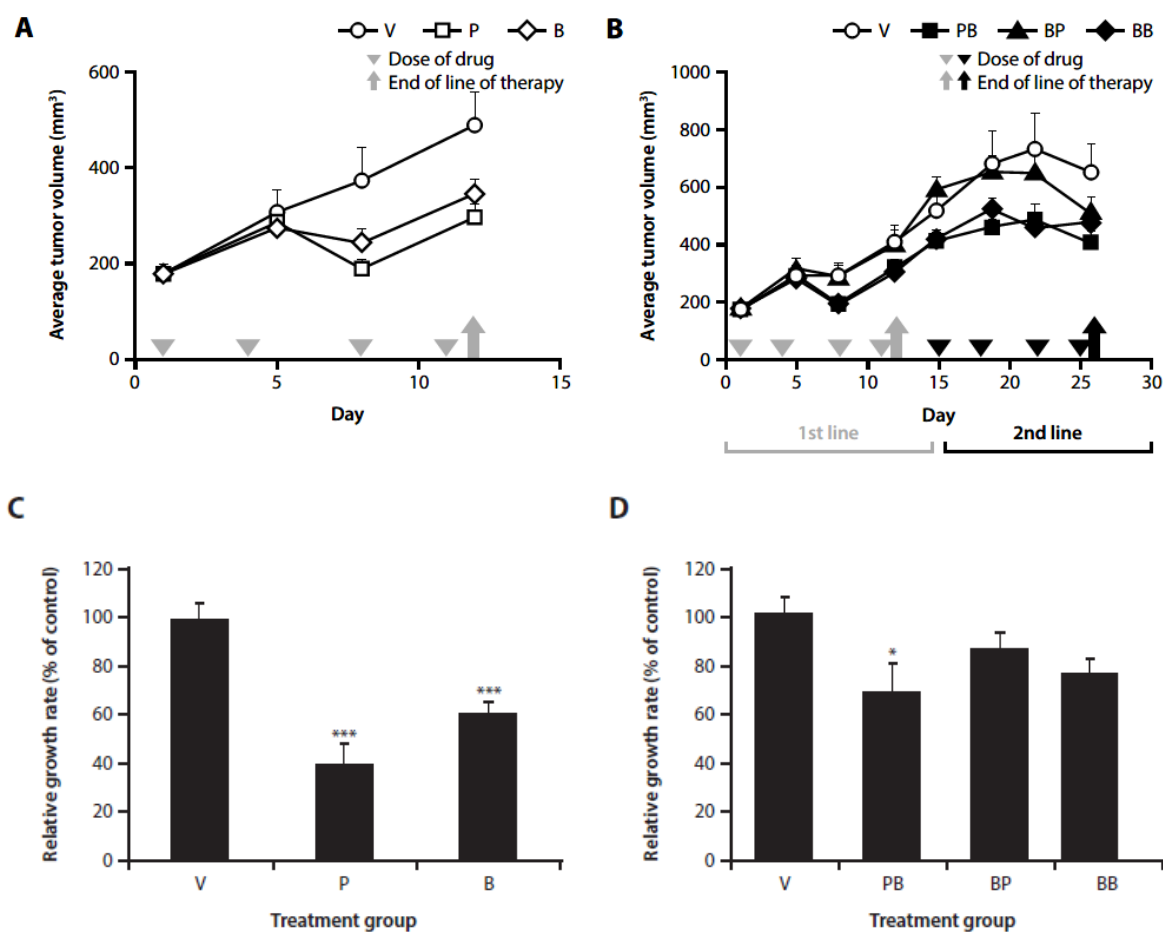 A
V P B
Dose of drug
End of line of therapy
Average tumor volume (mm³)
600
400
200
0
0 5 10 15
Day
B
V PB BP BB
Dose of drug
End of line of therapy
Average tumor volume (mm³)
1000
800
600
400
200
0
0 5 10 15 20 25 30
Day
1st line 2nd line
C
Relative growth rate (% of control)
120
100
80
60
40
20
0
***
***
V P B
Treatment group
D
Relative growth rate (% of control)
120
100
80
60
40
20
0
*
V PB BP BB
Treatment group